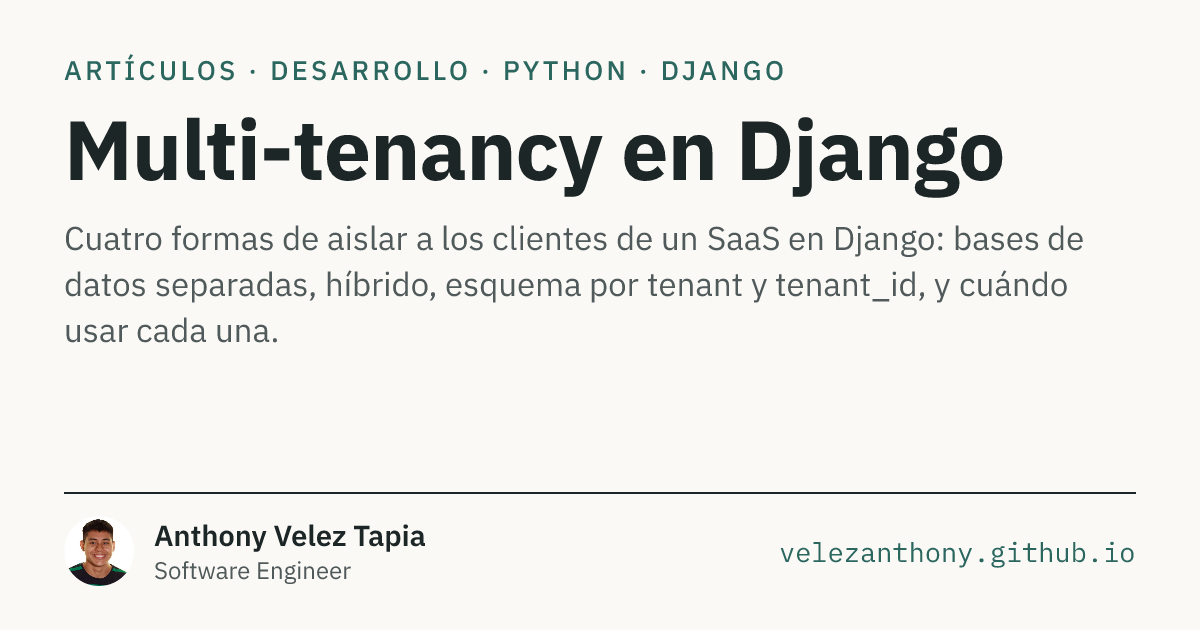 ARTÍCULOS · DESARROLLO · PYTHON · DJANGO
Multi-tenancy en Django
Cuatro formas de aislar a los clientes de un SaaS en Django: bases de
datos separadas, híbrido, esquema por tenant y tenant_id, y cuándo
usar cada una.
Anthony Velez Tapia
Software Engineer
velezanthony.github.io